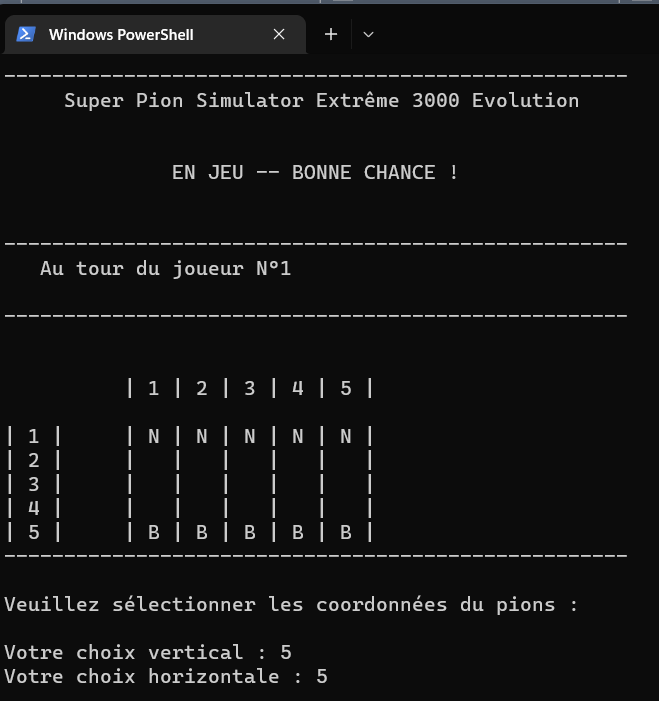 Windows PowerShell
----------------------------------------------------
Super Pion Simulator Extrême 3000 Evolution
EN JEU -- BONNE CHANCE !
----------------------------------------------------
Au tour du joueur N°1
----------------------------------------------------
| 1 | 2 | 3 | 4 | 5 |
| 1 |     | N | N | N | N | N |
| 2 |     |   |   |   |   |   |
| 3 |     |   |   |   |   |   |
| 4 |     |   |   |   |   |   |
| 5 |     | B | B | B | B | B |
----------------------------------------------------
Veuillez sélectionner les coordonnées du pions :
Votre choix vertical : 5
Votre choix horizontale : 5